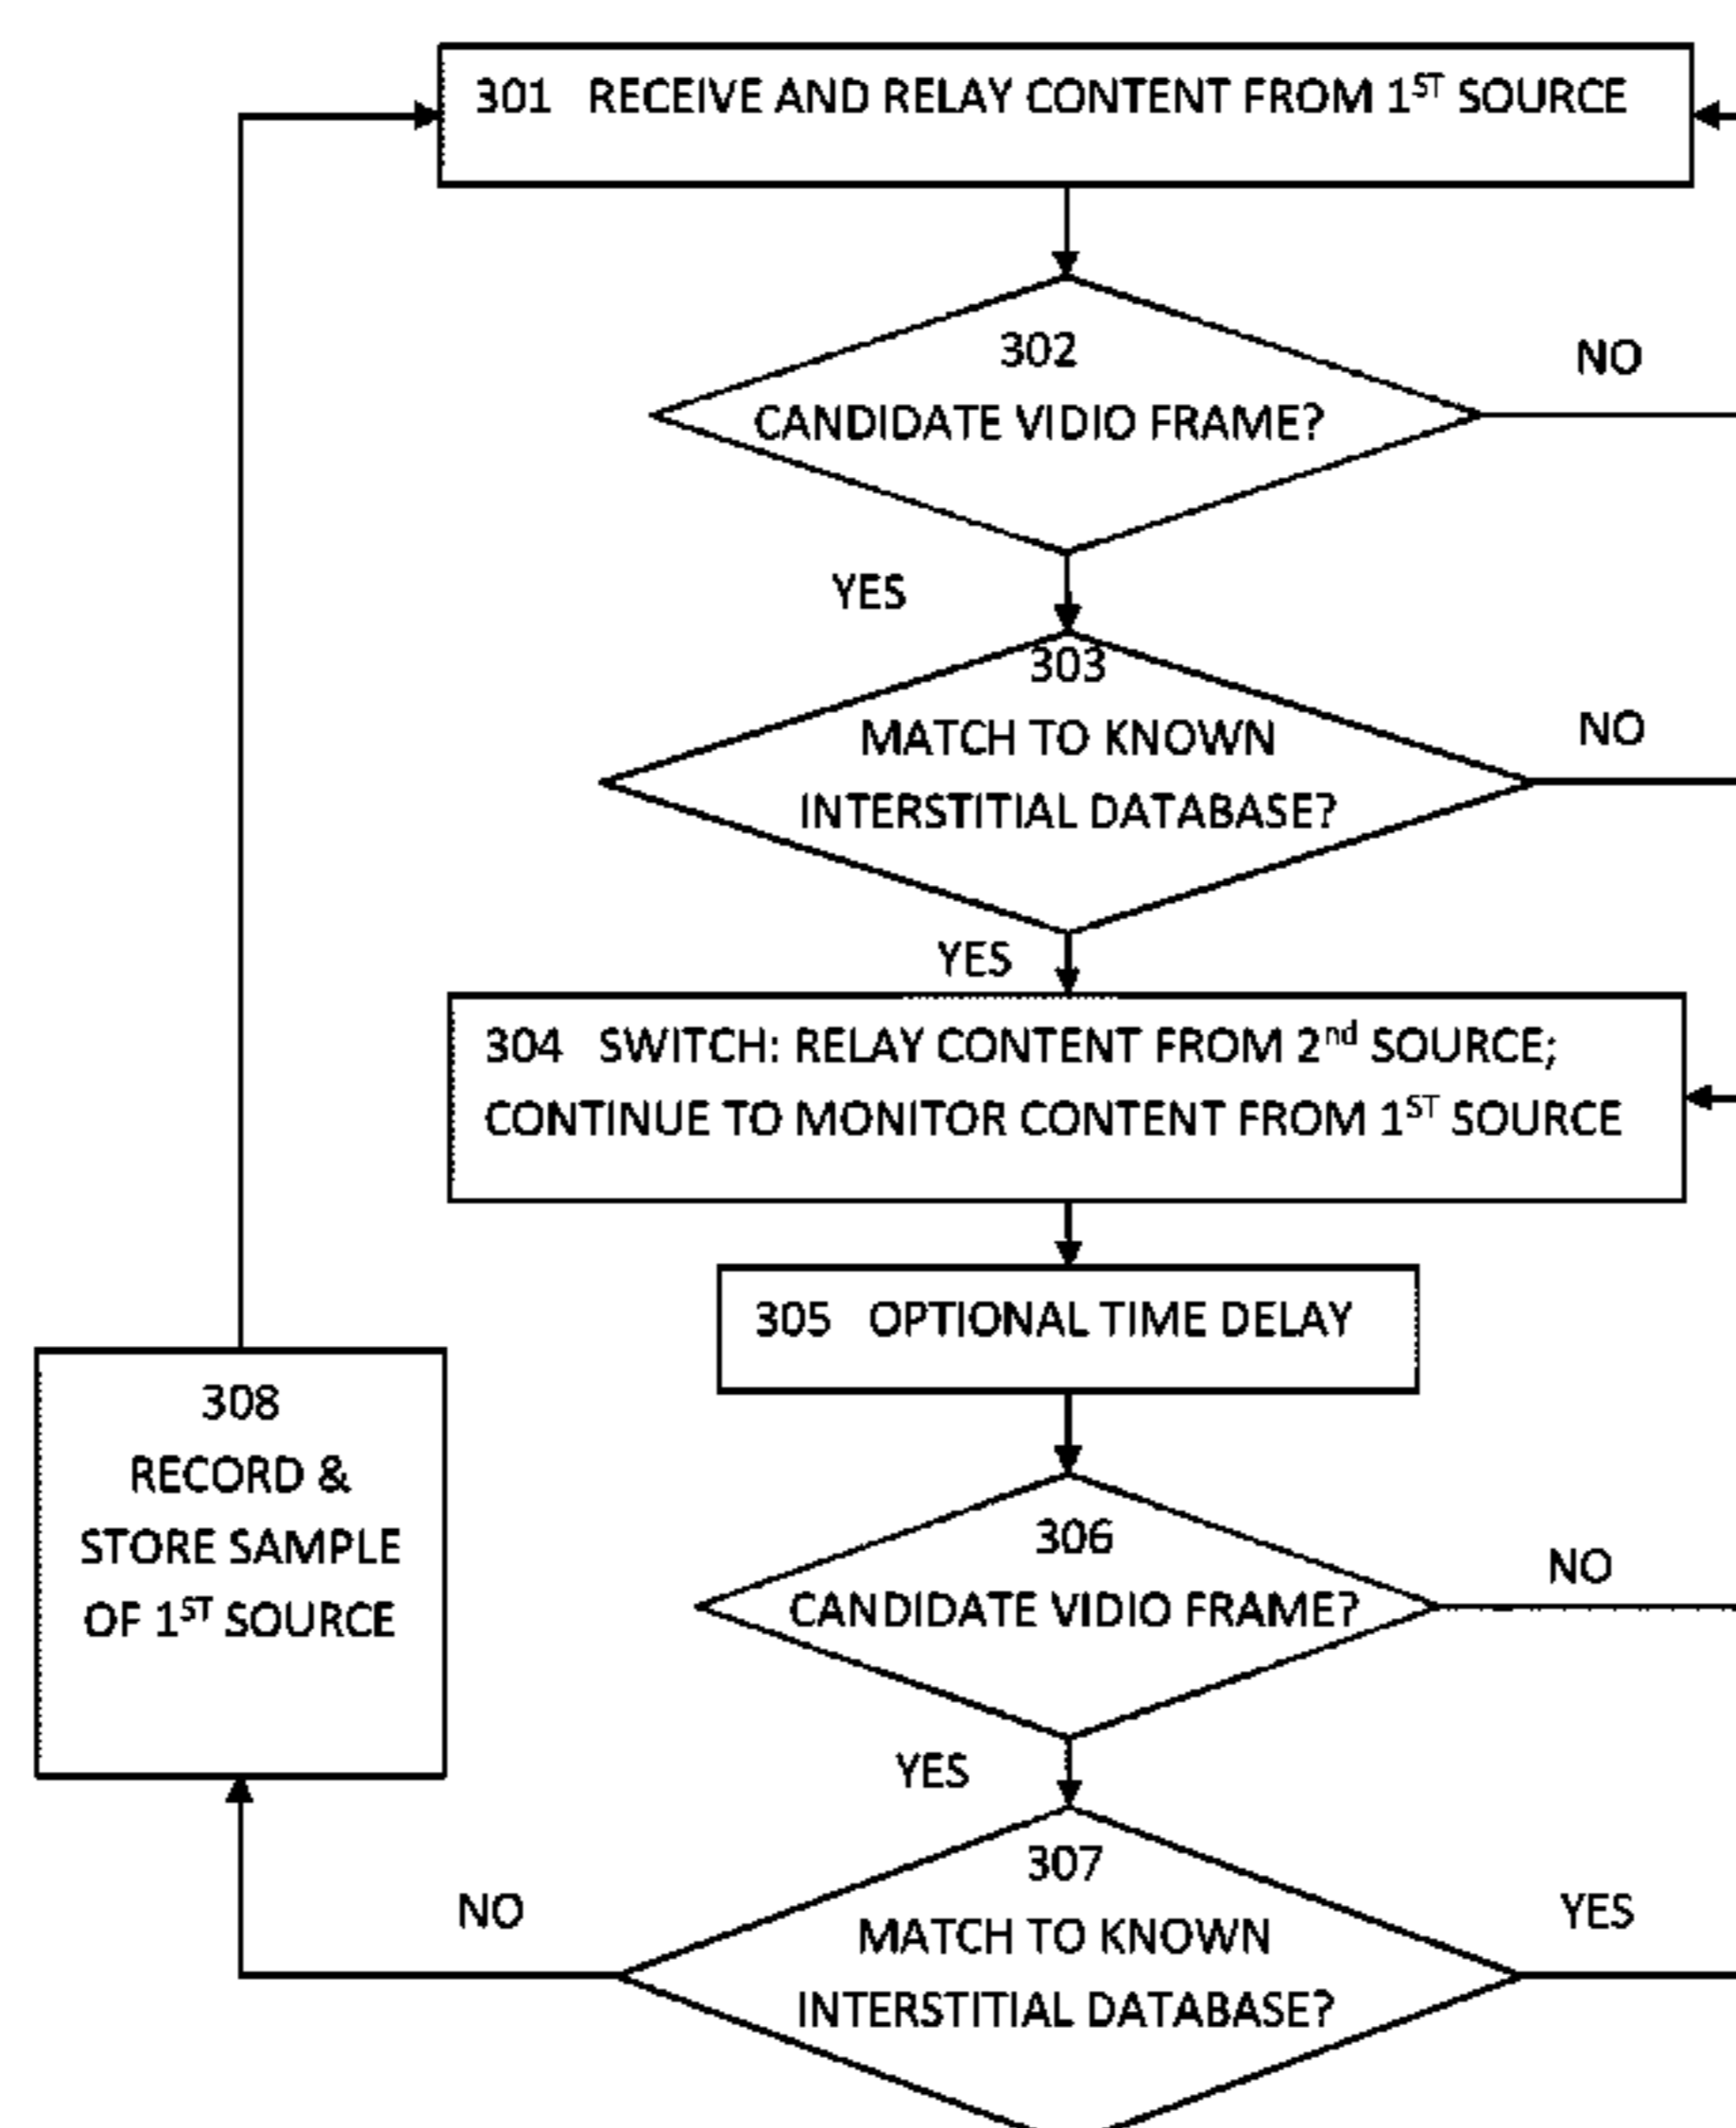 301 RECEIVE AND RELAY CONTENT FROM 1ST SOURCE
302
CANDIDATE VIDIO FRAME?
NO
YES
303
MATCH TO KNOWN
INTERSTITIAL DATABASE?
NO
YES
304 SWITCH: RELAY CONTENT FROM 2nd SOURCE;
CONTINUE TO MONITOR CONTENT FROM 1ST SOURCE
305 OPTIONAL TIME DELAY
308
RECORD &
STORE SAMPLE
OF 1ST SOURCE
306
CANDIDATE VIDIO FRAME?
NO
YES
307
MATCH TO KNOWN
INTERSTITIAL DATABASE?
NO
YES